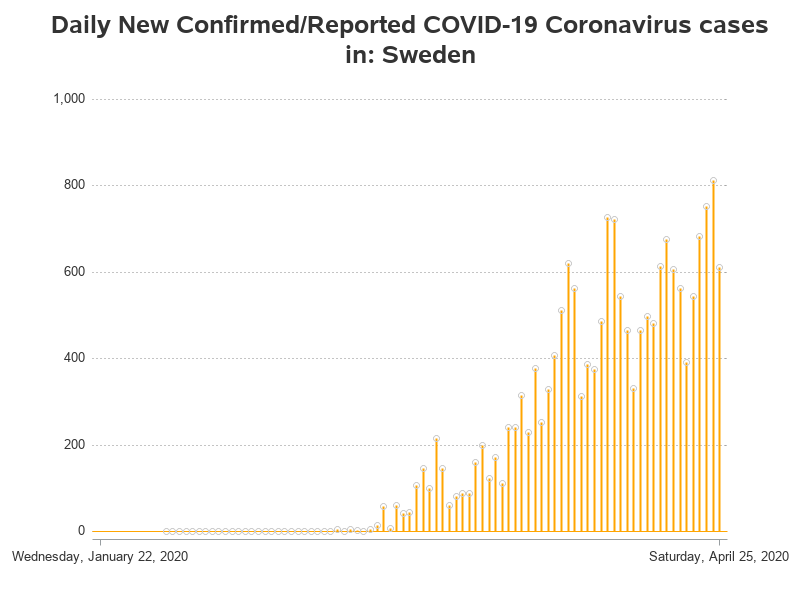 Daily New Confirmed/Reported COVID-19 Coronavirus cases
in: Sweden
1,000
800
600
400
200
0
Wednesday, January 22, 2020
Saturday, April 25, 2020